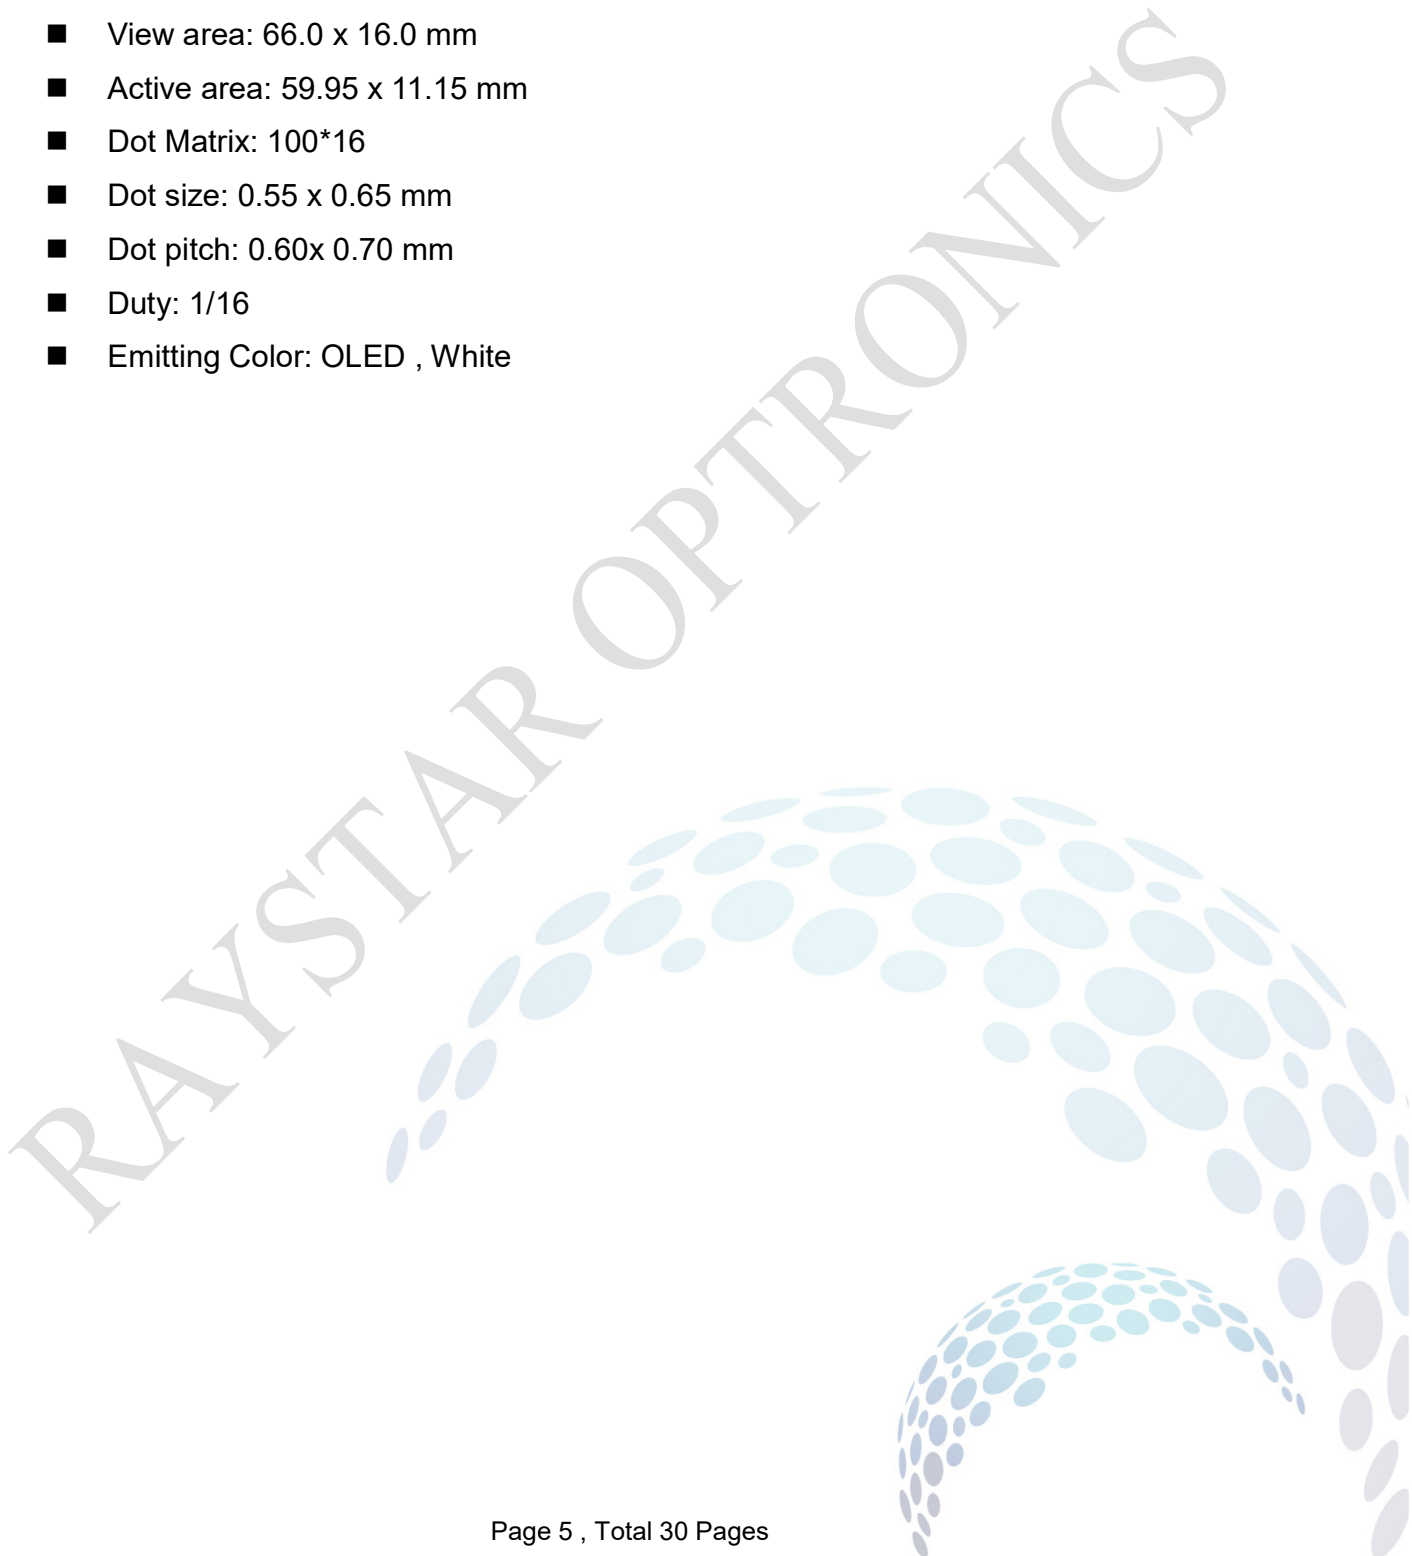 ■ View area: 66.0 x 16.0 mm
■ Active area: 59.95 x 11.15 mm
■ Dot Matrix: 100*16
■ Dot size: 0.55 x 0.65 mm
■ Dot pitch: 0.60x 0.70 mm
■ Duty: 1/16
■ Emitting Color: OLED , White
RAYSTAR OPTRONICS
Page 5 , Total 30 Pages